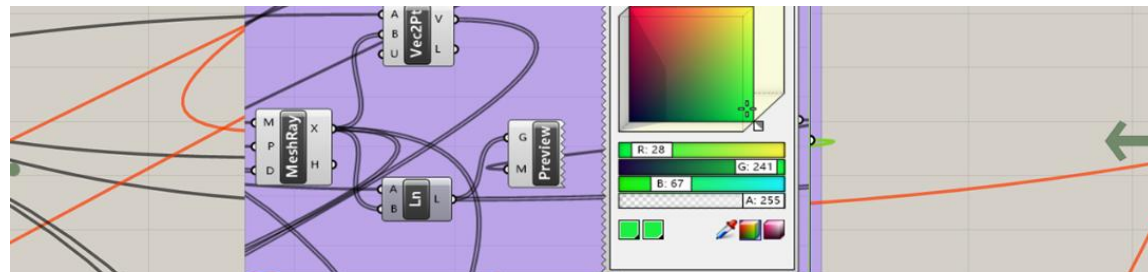 A
B
U
Vec2Pt
V
L
M
P
D
MeshRay
X
H
A
B
Ln
L
G
M
Preview
R: 28
G: 241
B: 67
A: 255